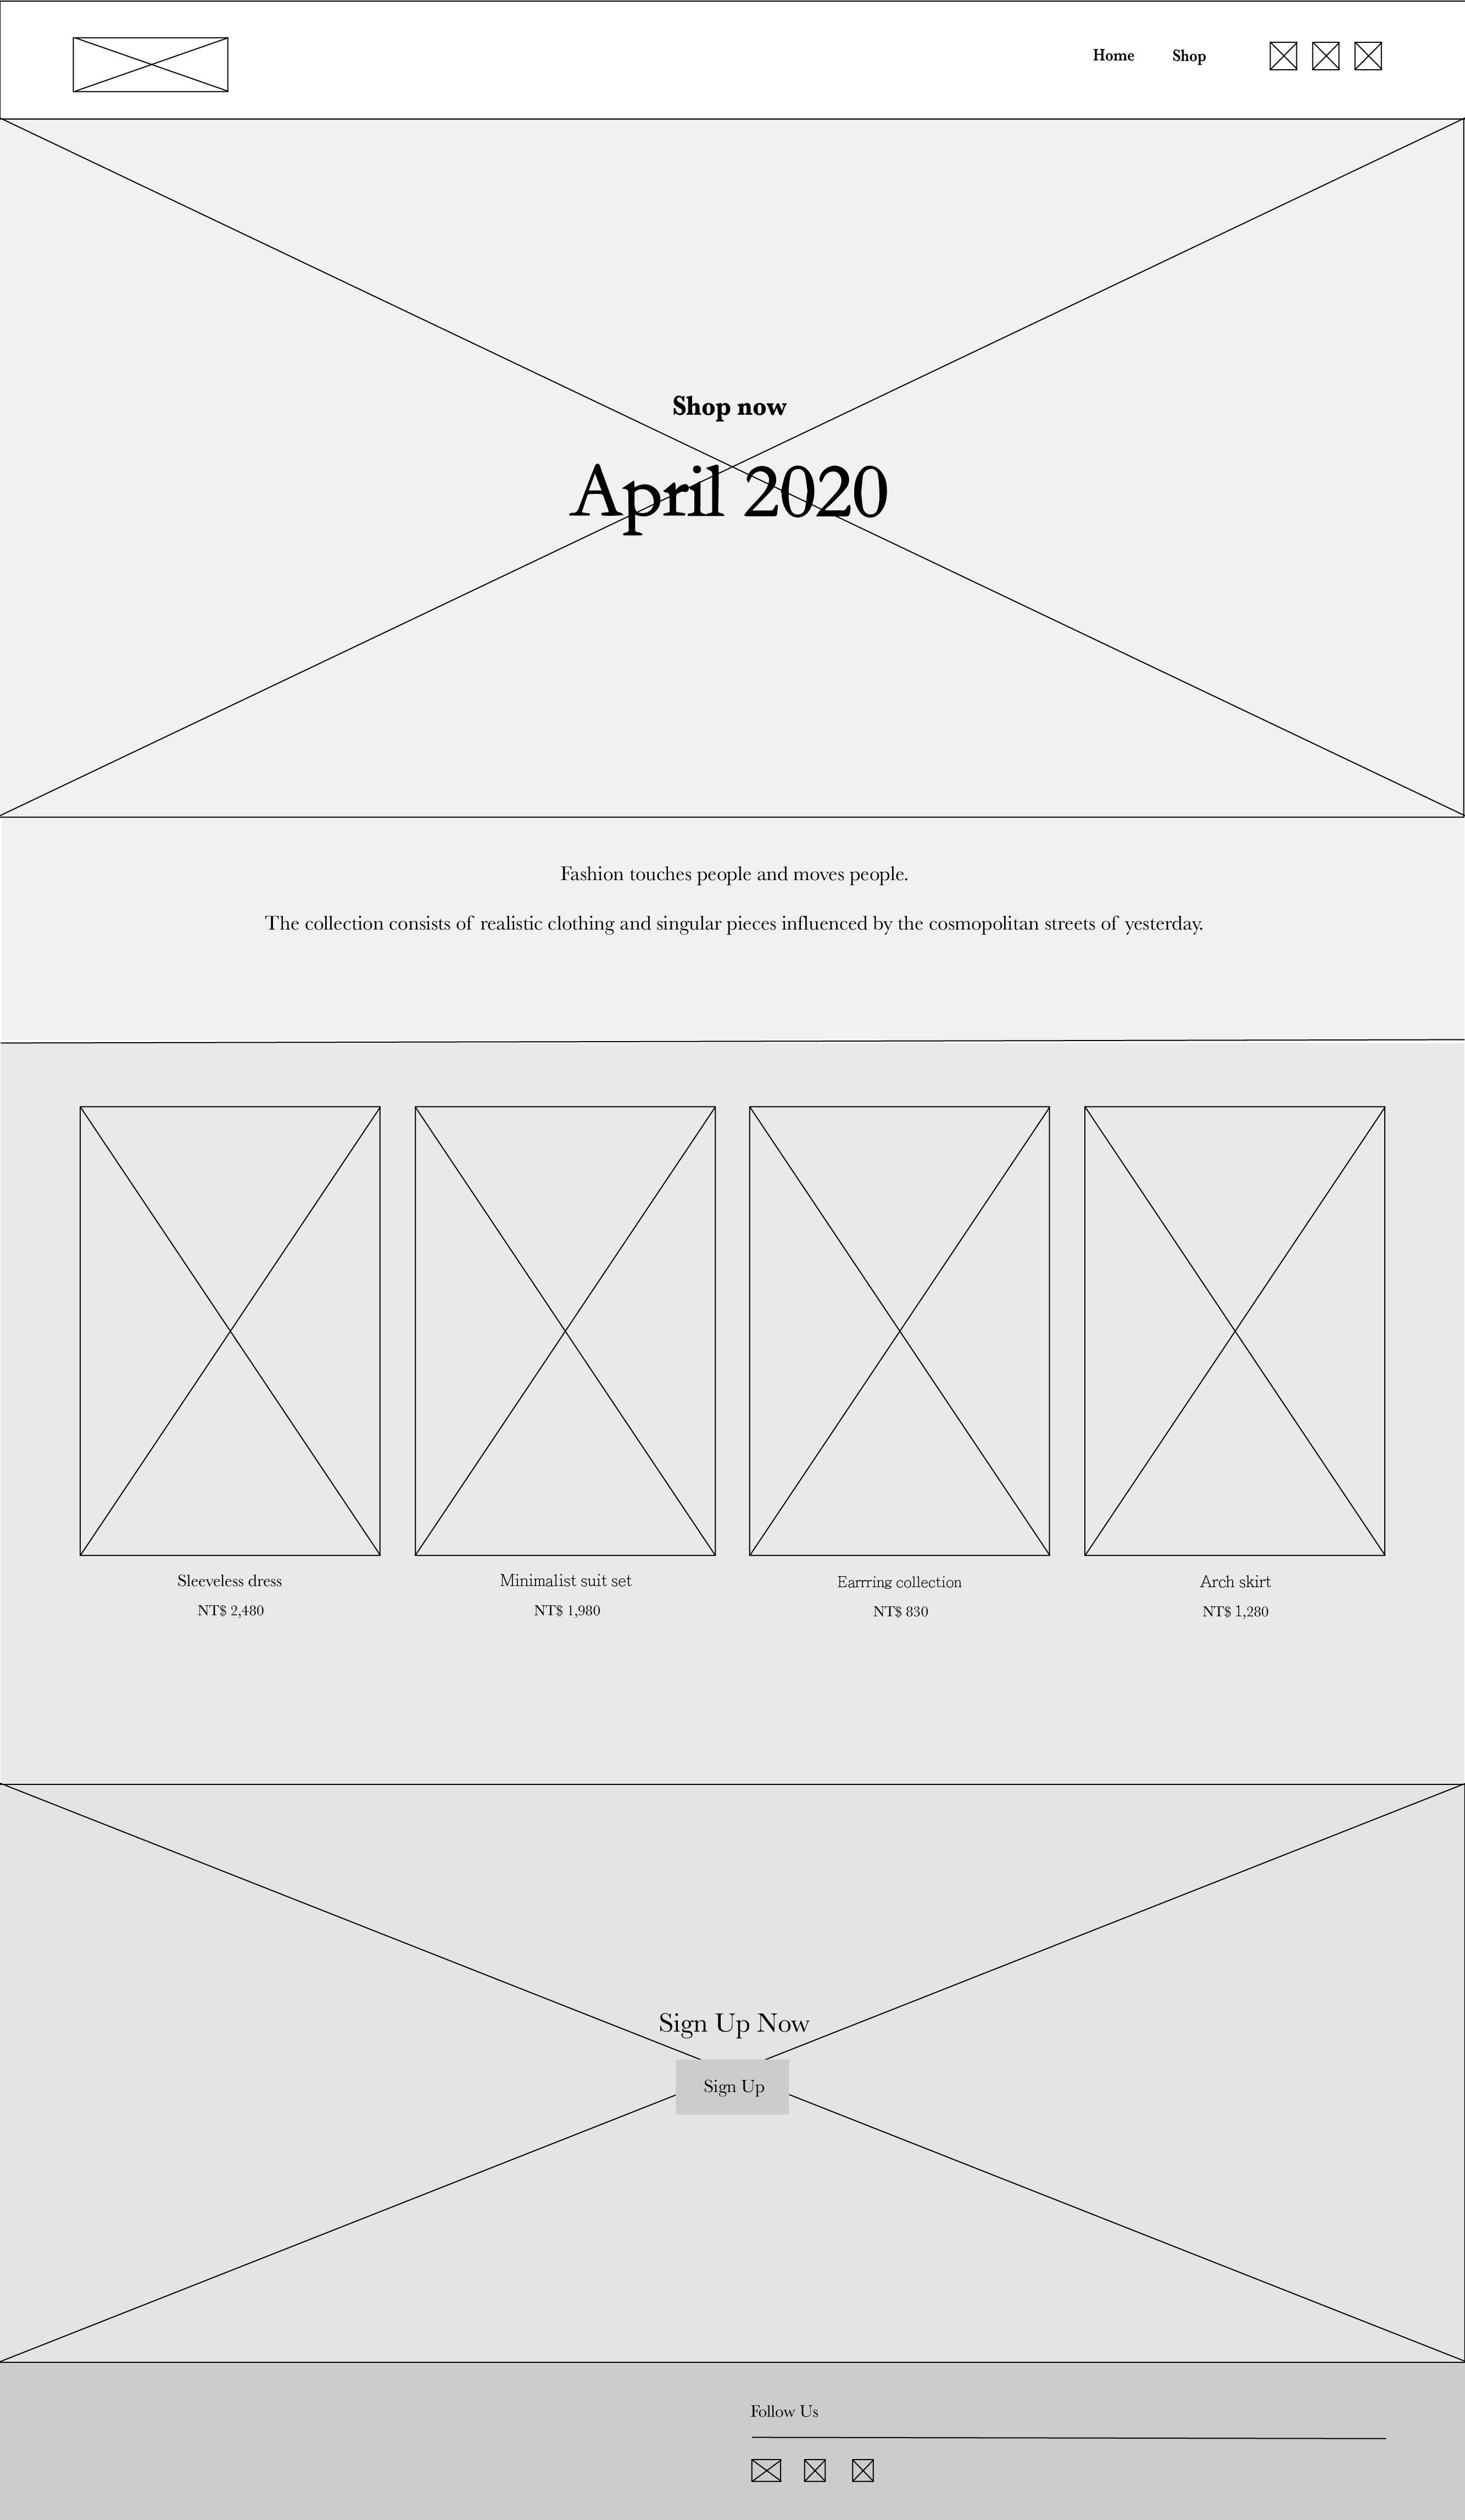 Home Shop
Shop now
April 2020
Fashion touches people and moves people.
The collection consists of realistic clothing and singular pieces influenced by the cosmopolitan streets of yesterday.
Sleeveless dress
NT$ 2,480
Minimalist suit set
NT$ 1,980
Earrring collection
NT$ 830
Arch skirt
NT$ 1,280
Sign Up Now
Sign Up
Follow Us